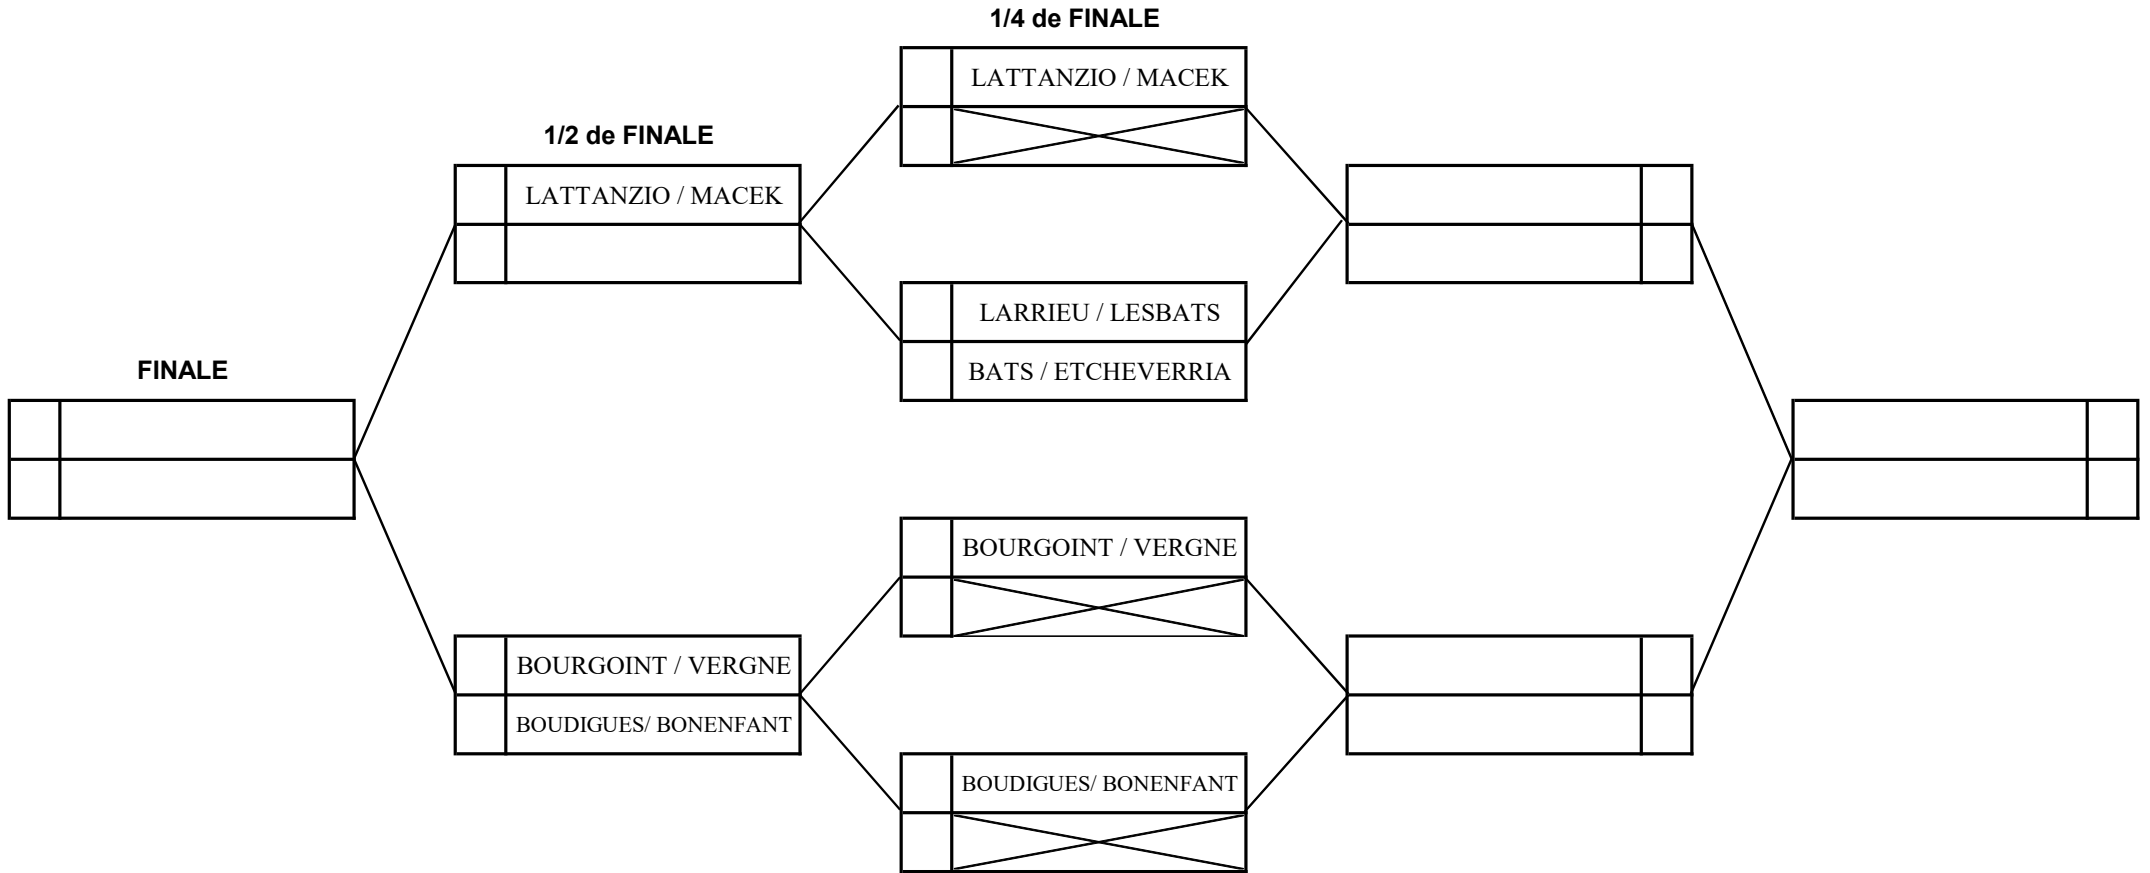 1/4 de FINALE
LATTANZIO / MACEK
1/2 de FINALE
LATTANZIO / MACEK
LARRIEU / LESBATS
BATS / ETCHEVERRIA
FINALE
BOURGOINT / VERGNE
BOURGOINT / VERGNE
BOUDIGUES/ BONENFANT
BOUDIGUES/ BONENFANT